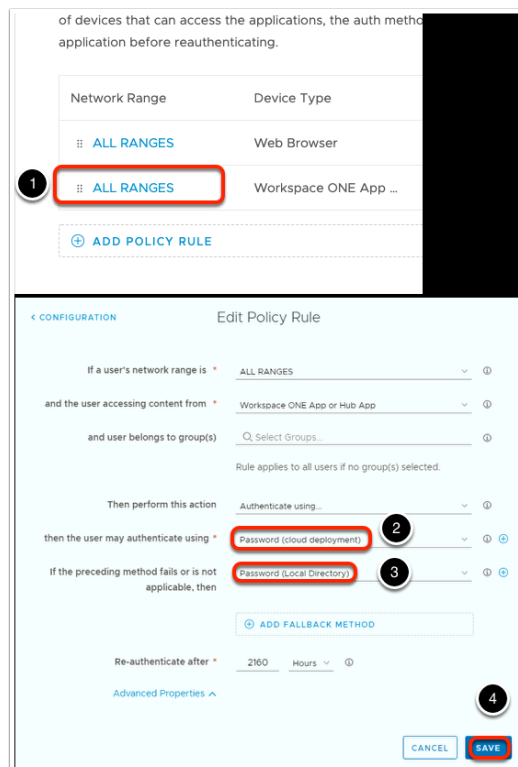 of devices that can access the applications, the auth metho
application before reauthenticating.
Network Range Device Type
ALL RANGES Web Browser
1 ALL RANGES Workspace ONE App ...
ADD POLICY RULE
< CONFIGURATION Edit Policy Rule
If a user's network range is * ALL RANGES
and the user accessing content from * Workspace ONE App or Hub App
and user belongs to group(s) Select Groups...
Rule applies to all users if no group(s) selected.
Then perform this action Authenticate using...
then the user may authenticate using * Password (cloud deployment) 2
If the preceding method fails or is not Password (Local Directory) 3
applicable, then
ADD FALLBACK METHOD
Re-authenticate after * 2160 Hours
Advanced Properties
4
CANCEL SAVE